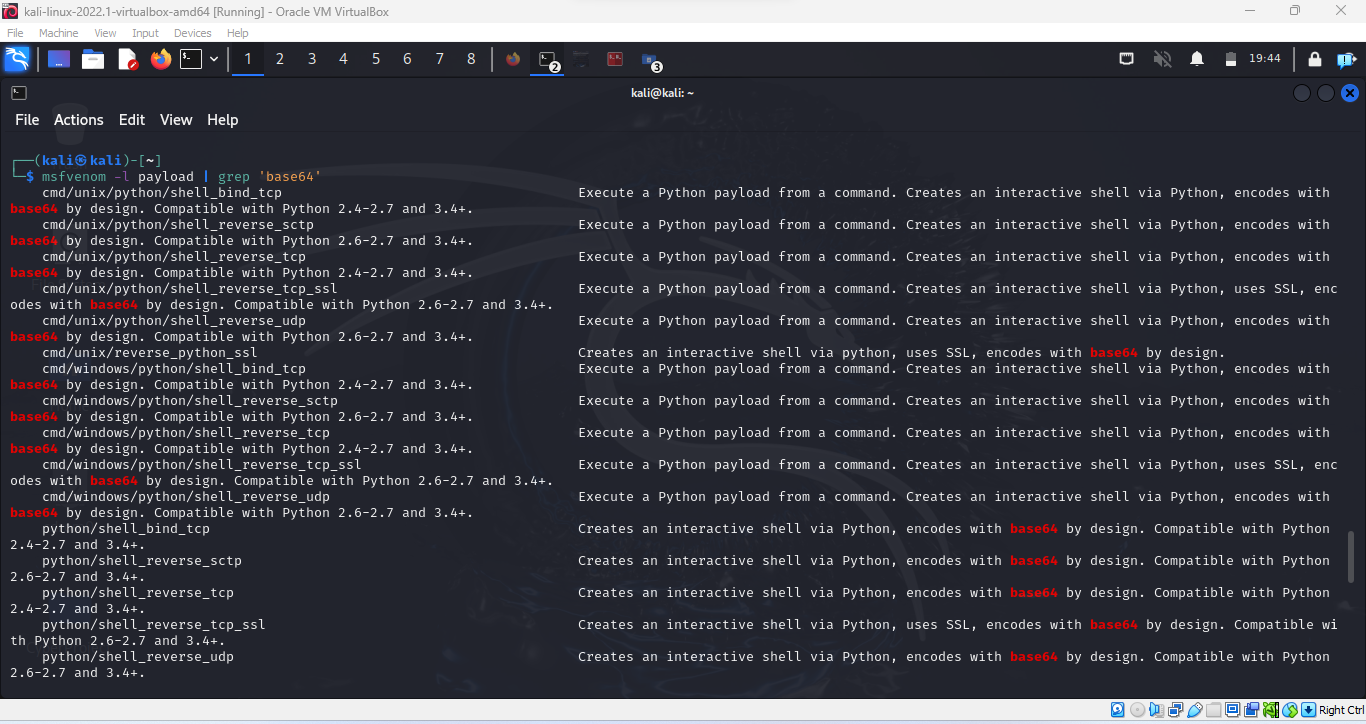 kali-linux-2022.1-virtualbox-amd64 [Running] - Oracle VM VirtualBox
File Machine View Input Devices Help
1 2 3 4 5 6 7 8 2 3 19:44
kali@kali: ~
File Actions Edit View Help
┌──(kali㉿kali)-[~]
└─$ msfvenom -l payload | grep 'base64'
cmd/unix/python/shell_bind_tcp Execute a Python payload from a command. Creates an interactive shell via Python, encodes with
base64 by design. Compatible with Python 2.4-2.7 and 3.4+.
cmd/unix/python/shell_reverse_sctp Execute a Python payload from a command. Creates an interactive shell via Python, encodes with
base64 by design. Compatible with Python 2.6-2.7 and 3.4+.
cmd/unix/python/shell_reverse_tcp Execute a Python payload from a command. Creates an interactive shell via Python, encodes with
base64 by design. Compatible with Python 2.4-2.7 and 3.4+.
cmd/unix/python/shell_reverse_tcp_ssl Execute a Python payload from a command. Creates an interactive shell via Python, uses SSL, enc
odes with base64 by design. Compatible with Python 2.6-2.7 and 3.4+.
cmd/unix/python/shell_reverse_udp Execute a Python payload from a command. Creates an interactive shell via Python, encodes with
base64 by design. Compatible with Python 2.6-2.7 and 3.4+.
cmd/unix/reverse_python_ssl Creates an interactive shell via python, uses SSL, encodes with base64 by design.
cmd/windows/python/shell_bind_tcp Execute a Python payload from a command. Creates an interactive shell via Python, encodes with
base64 by design. Compatible with Python 2.4-2.7 and 3.4+.
cmd/windows/python/shell_reverse_sctp Execute a Python payload from a command. Creates an interactive shell via Python, encodes with
base64 by design. Compatible with Python 2.6-2.7 and 3.4+.
cmd/windows/python/shell_reverse_tcp Execute a Python payload from a command. Creates an interactive shell via Python, encodes with
base64 by design. Compatible with Python 2.4-2.7 and 3.4+.
cmd/windows/python/shell_reverse_tcp_ssl Execute a Python payload from a command. Creates an interactive shell via Python, uses SSL, enc
odes with base64 by design. Compatible with Python 2.6-2.7 and 3.4+.
cmd/windows/python/shell_reverse_udp Execute a Python payload from a command. Creates an interactive shell via Python, encodes with
base64 by design. Compatible with Python 2.6-2.7 and 3.4+.
python/shell_bind_tcp Creates an interactive shell via Python, encodes with base64 by design. Compatible with Python
2.4-2.7 and 3.4+.
python/shell_reverse_sctp Creates an interactive shell via Python, encodes with base64 by design. Compatible with Python
2.6-2.7 and 3.4+.
python/shell_reverse_tcp Creates an interactive shell via Python, encodes with base64 by design. Compatible with Python
2.4-2.7 and 3.4+.
python/shell_reverse_tcp_ssl Creates an interactive shell via Python, uses SSL, encodes with base64 by design. Compatible wi
th Python 2.6-2.7 and 3.4+.
python/shell_reverse_udp Creates an interactive shell via Python, encodes with base64 by design. Compatible with Python
2.6-2.7 and 3.4+.
Right Ctrl